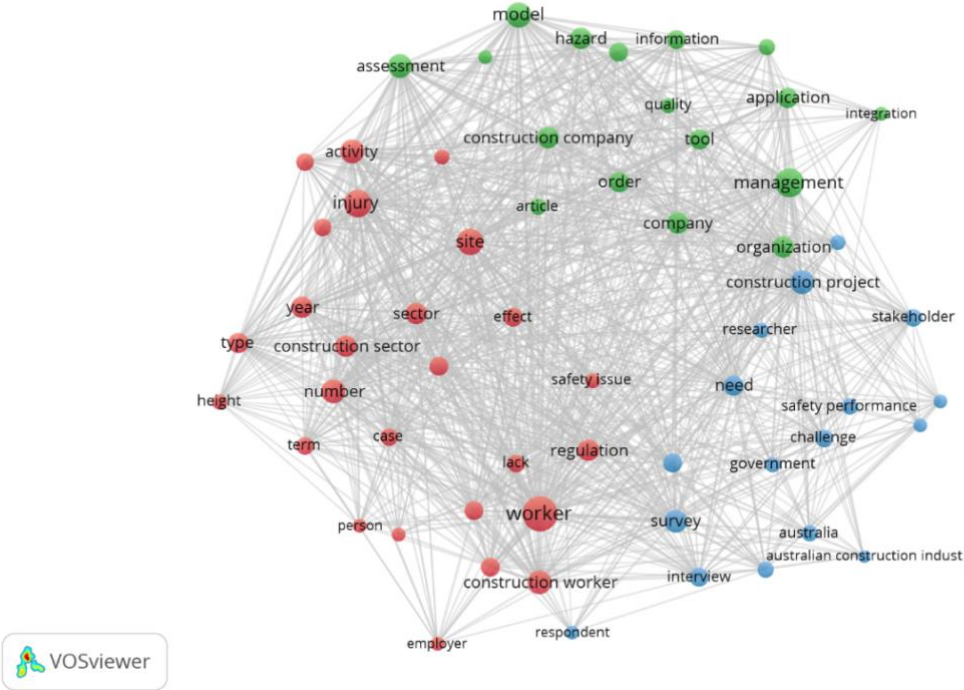 model
hazard
information
assessment
application
quality
integration
construction company
tool
activity
order
management
injury
article
company
site
organization
construction project
year
sector
effect
stakeholder
researcher
type
construction sector
safety issue
need
number
height
safety performance
case
challenge
term
regulation
lack
government
worker
survey
person
australia
australian construction indust
interview
construction worker
respondent
employer
VOSviewer